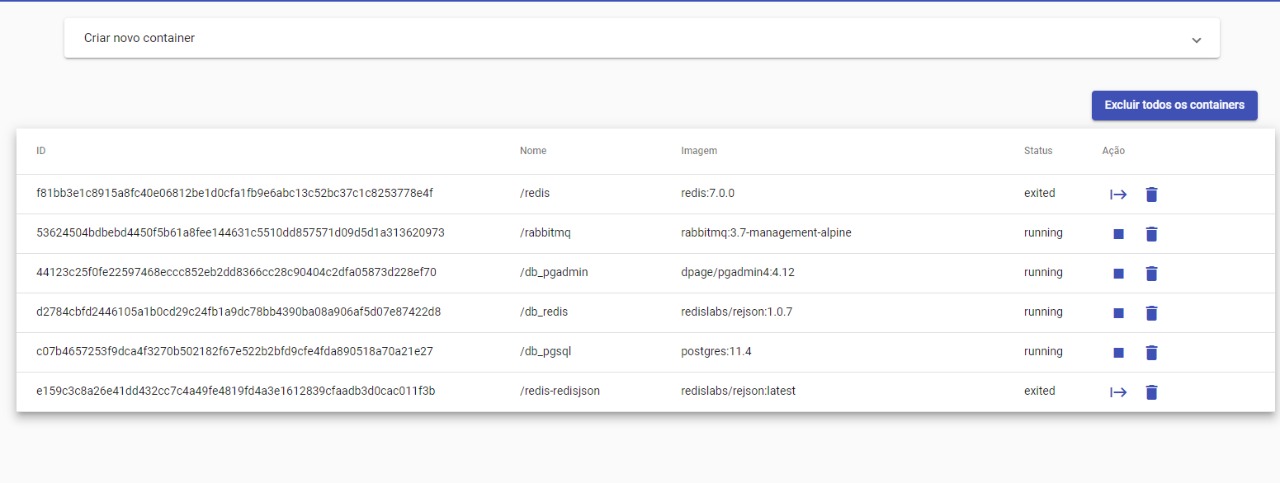 Criar novo container
Excluir todos os containers
ID Nome Imagem Status Ação
f81bb3e1c8915a8fc40e06812be1d0cfa1fb9e6abc13c52bc37c1c8253778e4f /redis redis:7.0.0 exited
53624504bdbebd4450f5b61a8fee144631c5510dd857571d09d5d1a313620973 /rabbitmq rabbitmq:3.7-management-alpine running
44123c25f0fe22597468eccc852eb2dd8366cc28c90404c2dfa05873d228ef70 /db_pgadmin dpage/pgadmin4:4.12 running
d2784cbfd2446105a1b0cd29c24fb1a9dc78bb4390ba08a906af5d07e87422d8 /db_redis redislabs/rejson:1.0.7 running
c07b4657253f9dca4f3270b502182f67e522b2bfd9cfe4fda890518a70a21e27 /db_pgsql postgres:11.4 running
e159c3c8a26e41dd432cc7c4a49fe4819fd4a3e1612839cfaadb3d0cac011f3b /redis-redisjson redislabs/rejson:latest exited